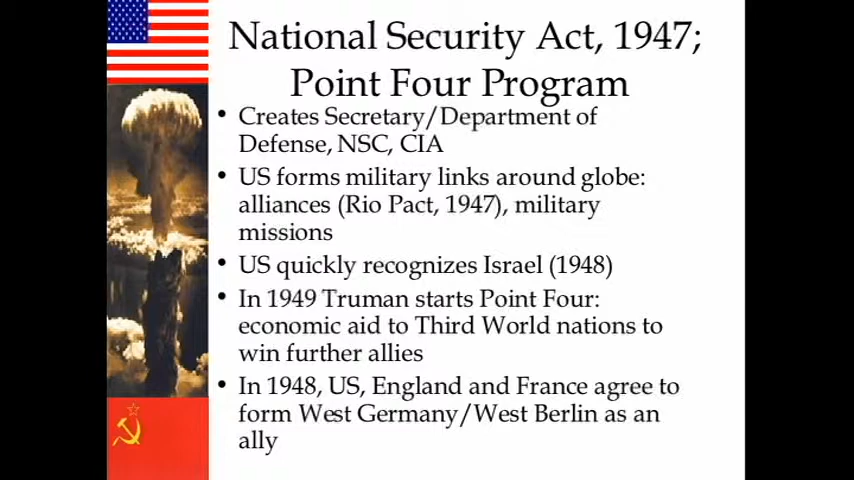 National Security Act, 1947;
Point Four Program
• Creates Secretary/Department of
Defense, NSC, CIA
• US forms military links around globe:
alliances (Rio Pact, 1947), military
missions
• US quickly recognizes Israel (1948)
• In 1949 Truman starts Point Four:
economic aid to Third World nations to
win further allies
• In 1948, US, England and France agree to
form West Germany/West Berlin as an
ally